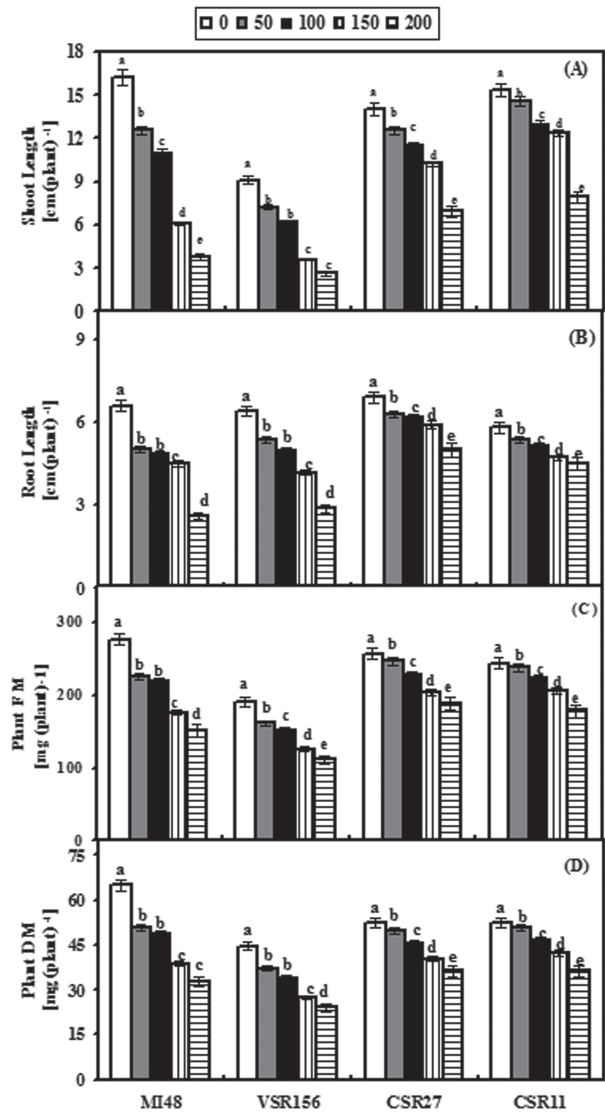 0 50 100 150 200
(A)
Shoot Length
[cm (plant)⁻¹]
18
15
12
9
6
3
0
a b c d e
a b c c c
a b c d e
a b c d e
(B)
Root Length
[cm (plant)⁻¹]
9
6
3
0
a b b c d
a b b c d
a b c d e
a b c d e
(C)
Plant FM
[mg (plant)-1]
300
200
100
0
a b b c d
a b c d e
a b c d e
a b c d e
(D)
Plant DM
[mg (plant)⁻¹]
75
60
45
30
15
0
a b b c c
a b b c d
a b c d e
a b c d e
MI48 VSR156 CSR27 CSR11